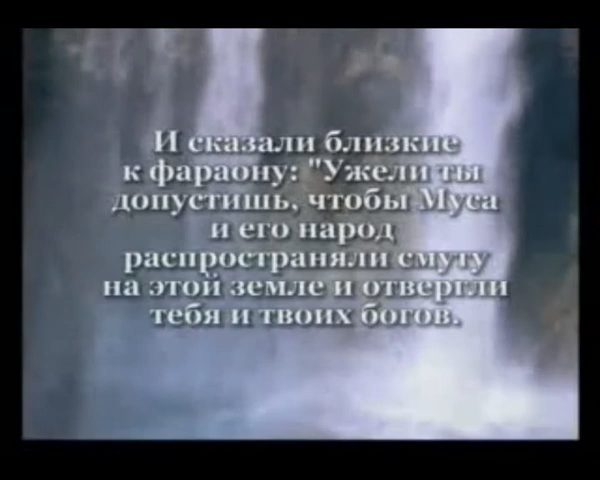 И сказали близкие
к фараону: "Ужели ты
допустишь, чтобы Муса
и его народ
распространяли смуту
на этой земле и отвергли
тебя и твоих богов.